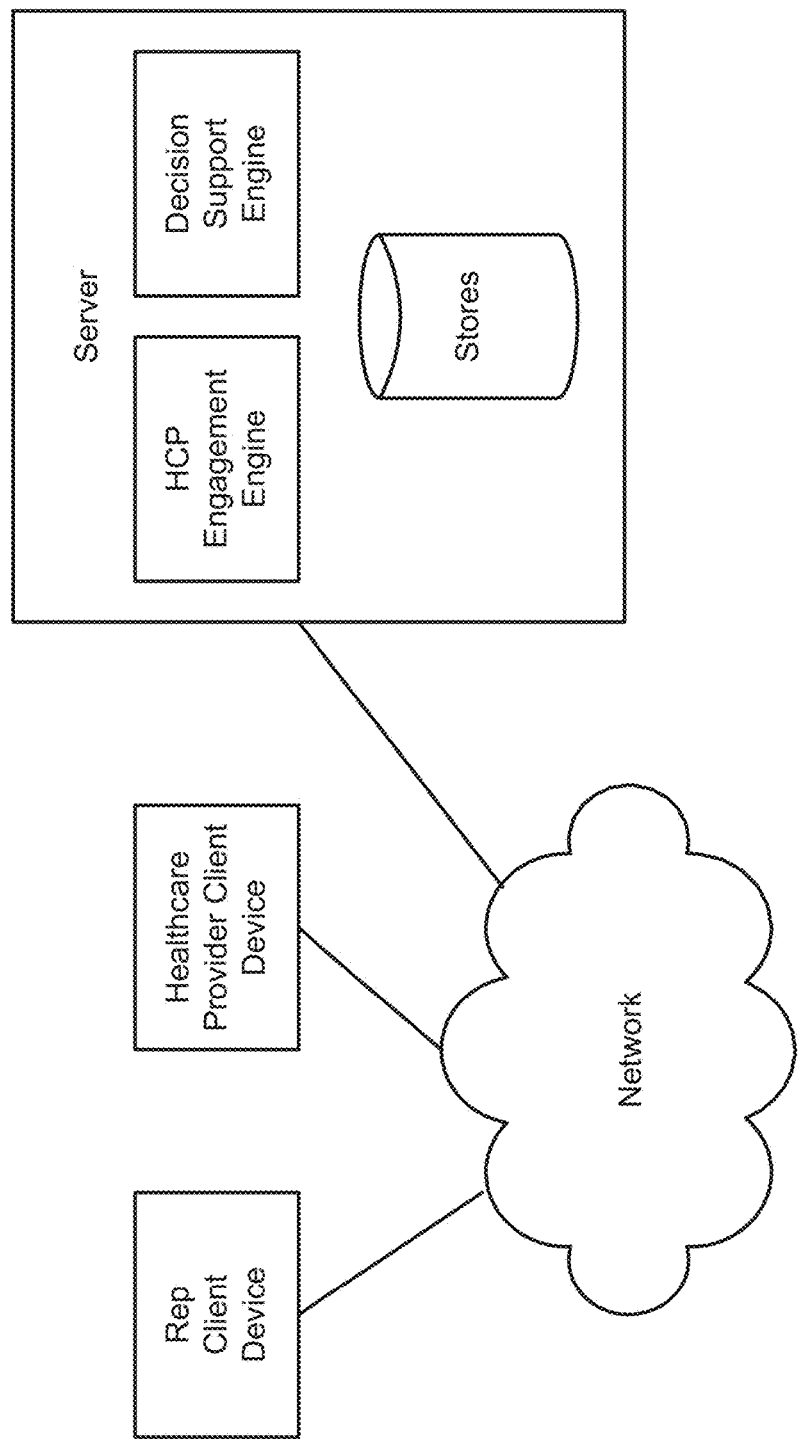 Rep
Client
Device
Healthcare
Provider Client
Device
Server
HCP
Engagement
Engine
Decision
Support
Engine
Stores
Network